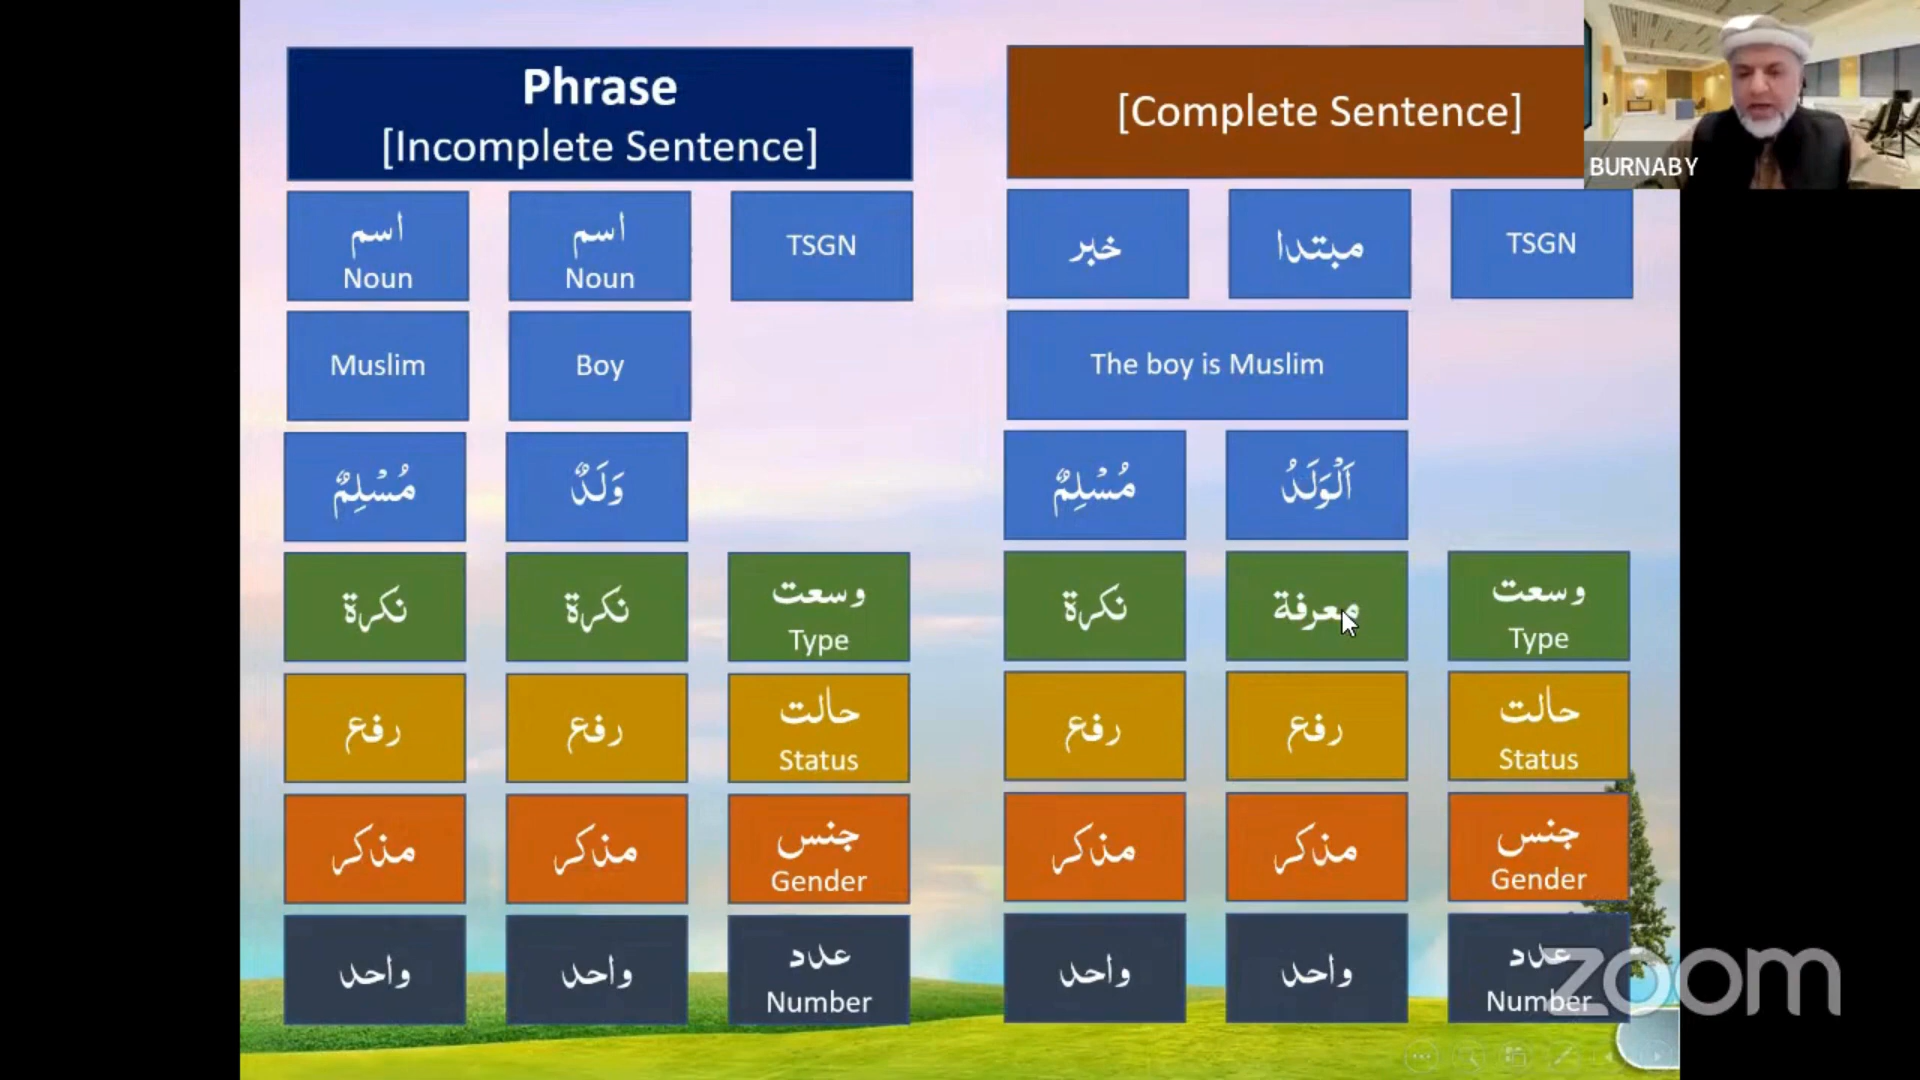 Phrase
[Incomplete Sentence]
اسم
Noun
اسم
Noun
TSGN
Muslim
Boy
مُسْلِمٌ
وَلَدٌ
نكرة
نكرة
وسعت
Type
رفع
رفع
حالت
Status
مذكر
مذكر
جنس
Gender
واحد
واحد
عدد
Number
[Complete Sentence]
خبر
مبتدا
TSGN
The boy is Muslim
مُسْلِمٌ
اَلْوَلَدُ
نكرة
معرفة
وسعت
Type
رفع
رفع
حالت
Status
مذكر
مذكر
جنس
Gender
واحد
واحد
عدد
Number
BURNABY
zoom